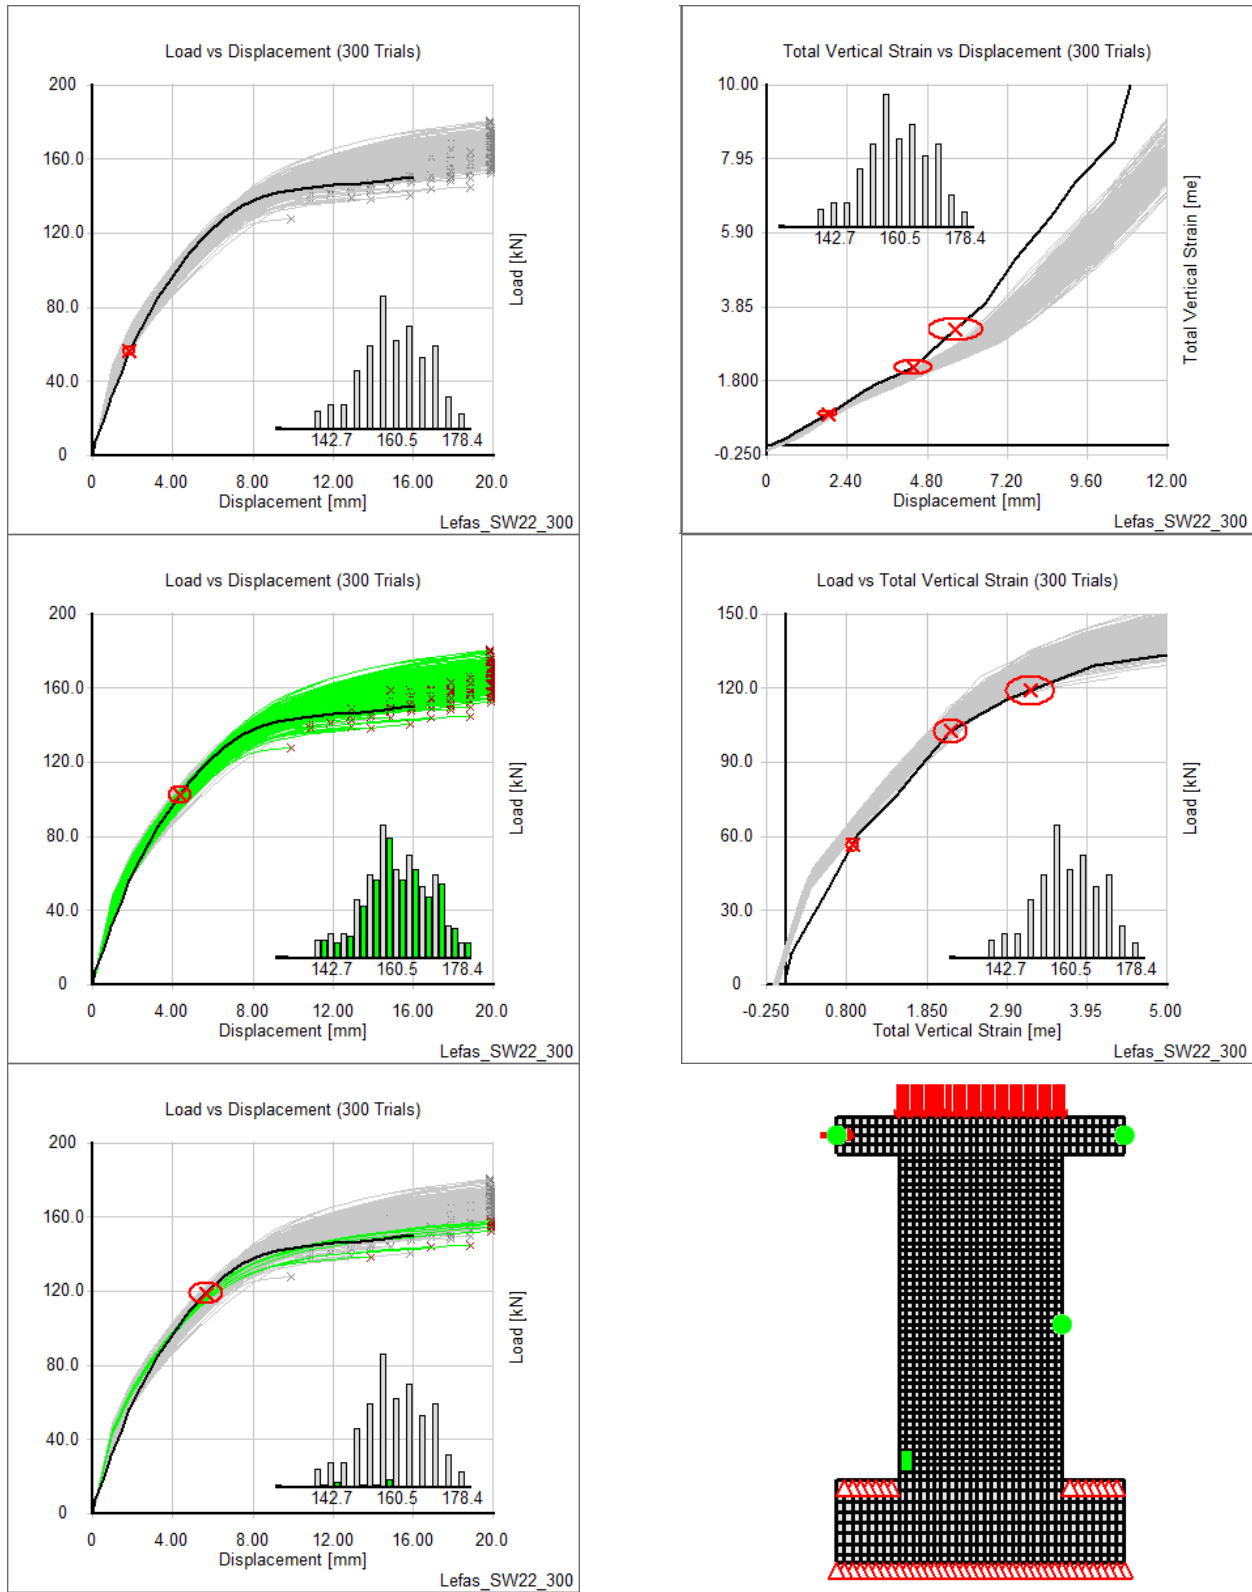 Load vs Displacement (300 Trials)
200
160.0
120.0
80.0
40.0
0
Load [kN]
142.7 160.5 178.4
0 4.00 8.00 12.00 16.00 20.0
Displacement [mm]
Lefas_SW22_300
Total Vertical Strain vs Displacement (300 Trials)
10.00
7.95
5.90
3.85
1.800
-0.250
Total Vertical Strain [me]
142.7 160.5 178.4
0 2.40 4.80 7.20 9.60 12.00
Displacement [mm]
Lefas_SW22_300
Load vs Displacement (300 Trials)
200
160.0
120.0
80.0
40.0
0
Load [kN]
142.7 160.5 178.4
0 4.00 8.00 12.00 16.00 20.0
Displacement [mm]
Lefas_SW22_300
Load vs Total Vertical Strain (300 Trials)
150.0
120.0
90.0
60.0
30.0
0
Load [kN]
142.7 160.5 178.4
-0.250 0.800 1.850 2.90 3.95 5.00
Total Vertical Strain [me]
Lefas_SW22_300
Load vs Displacement (300 Trials)
200
160.0
120.0
80.0
40.0
0
Load [kN]
142.7 160.5 178.4
0 4.00 8.00 12.00 16.00 20.0
Displacement [mm]
Lefas_SW22_300